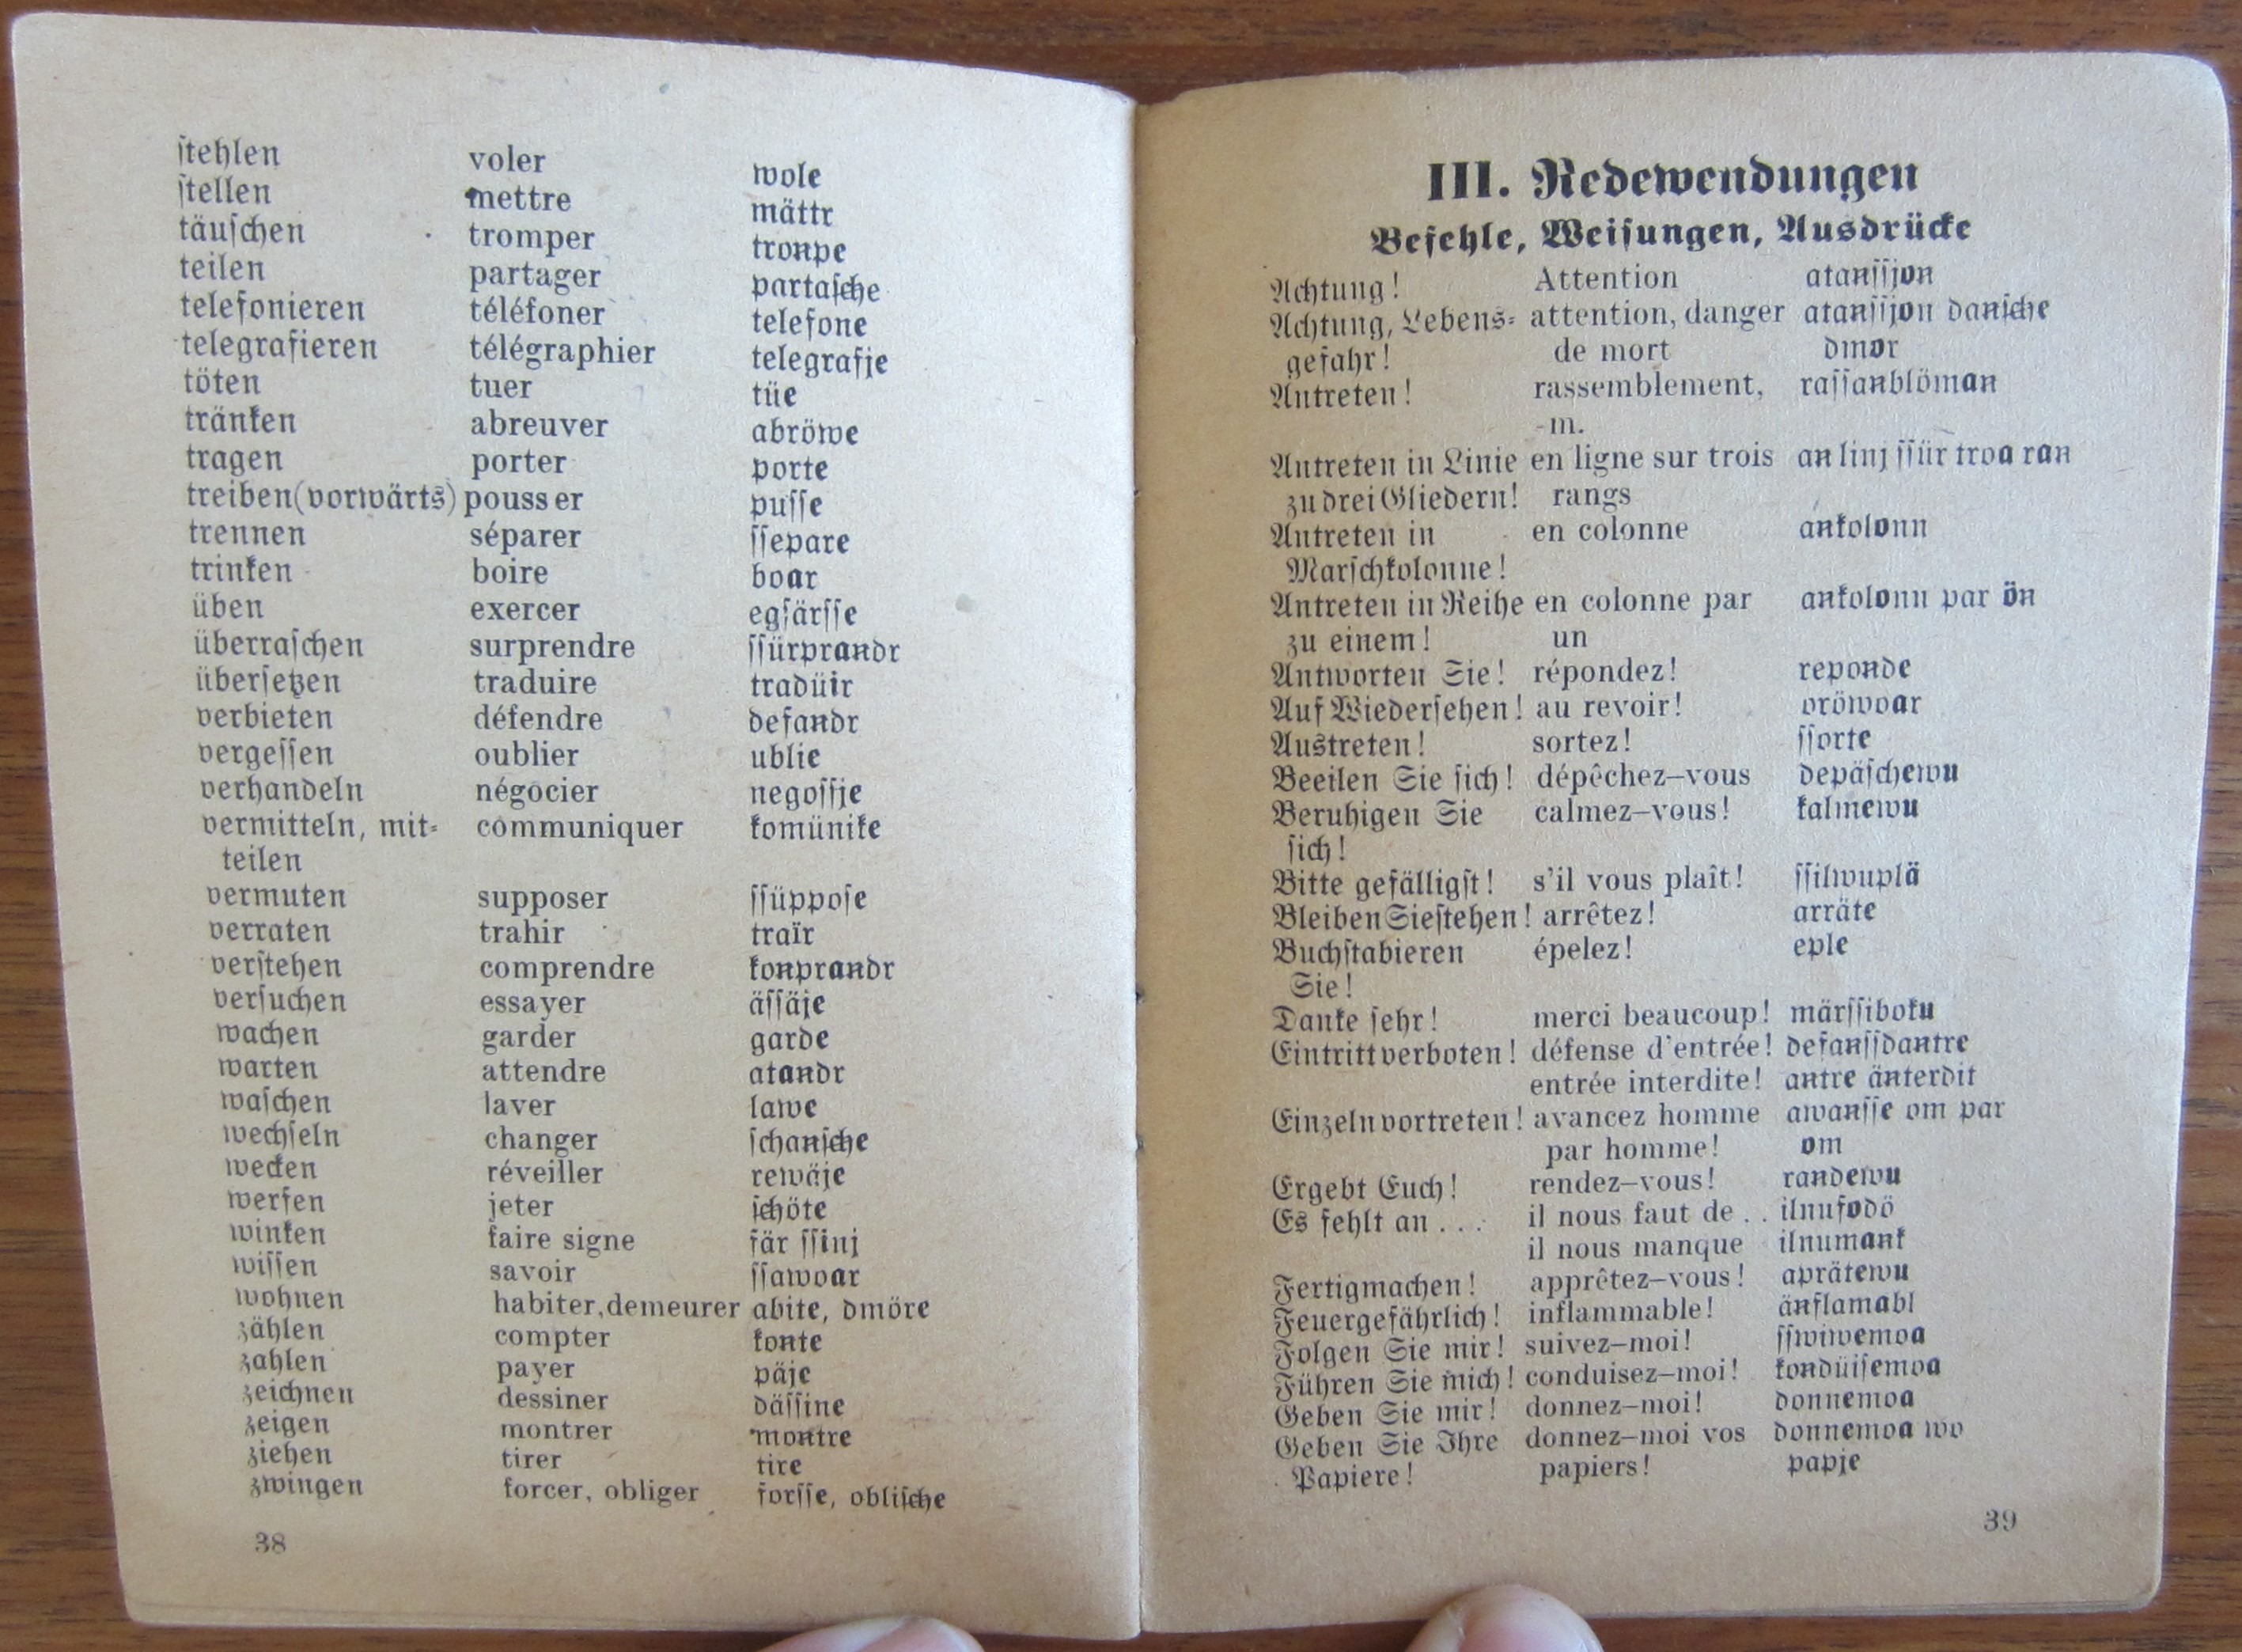 stehlen voler wole
stellen mettre mättr
täuschen tromper tronpe
teilen partager partasche
telefonieren téléfoner telefone
telegrafieren télégraphier telegrafje
töten tuer tüe
tränken abreuver abröwe
tragen porter porte
treiben(vorwärts) pousser pusse
trennen séparer ssepare
trinken boire boar
üben exercer egsärsse
überraschen surprendre ssürprandr
übersetzen traduire tradüir
verbieten défendre defandr
vergessen oublier ublie
verhandeln négocier negossje
vermitteln, mit- communiquer komünike
teilen
vermuten supposer ssüppose
verraten trahir traïr
verstehen comprendre konprandr
versuchen essayer ässäje
wachen garder garde
warten attendre atandr
waschen laver lawe
wechseln changer schansche
wecken réveiller rewäje
werfen jeter schöte
winken faire signe fär ssinj
wissen savoir ssawoar
wohnen habiter, demeurer abite, dmöre
zählen compter konte
zahlen payer päje
zeichnen dessiner dässine
zeigen montrer montre
ziehen tirer tire
zwingen forcer, obliger forsse, oblische
38
III. Redewendungen
Befehle, Weisungen, Ausdrücke
Achtung! Attention atanssjon
Achtung, Lebens- attention, danger atanssjon dansche
gefahr! de mort dmor
Antreten! rassemblement, rassanblöman
-m.
Antreten in Linie en ligne sur trois an linj ssür troa ran
zu drei Gliedern! rangs
Antreten in en colonne ankolonn
Marschkolonne!
Antreten in Reihe en colonne par ankolonn par ön
zu einem! un
Antworten Sie! répondez! reponde
Auf Wiedersehen! au revoir! oröwoar
Austreten! sortez! ssorte
Beeilen Sie sich! dépêchez-vous depäschewu
Beruhigen Sie calmez-vous! kalmewu
sich!
Bitte gefälligst! s'il vous plaît! ssilwuplä
Bleiben Sie stehen! arrêtez! arräte
Buchstabieren épelez! eple
Sie!
Danke sehr! merci beaucoup! märssiboku
Eintritt verboten! défense d'entrée! defanssdantre
entrée interdite! antre änterdit
Einzeln vortreten! avancez homme awansse om par
par homme! om
Ergebt Euch! rendez-vous! randewu
Es fehlt an . . . il nous faut de . . ilnufodö
il nous manque ilnumank
Fertigmachen! apprêtez-vous! aprätewu
Feuergefährlich! inflammable! änflamabl
Folgen Sie mir! suivez-moi! sswiwemoa
Führen Sie mich! conduisez-moi! kondüisemoa
Geben Sie mir! donnez-moi! donnemoa
Geben Sie Ihre donnez-moi vos donnemoa wo
Papiere! papiers! papje
39